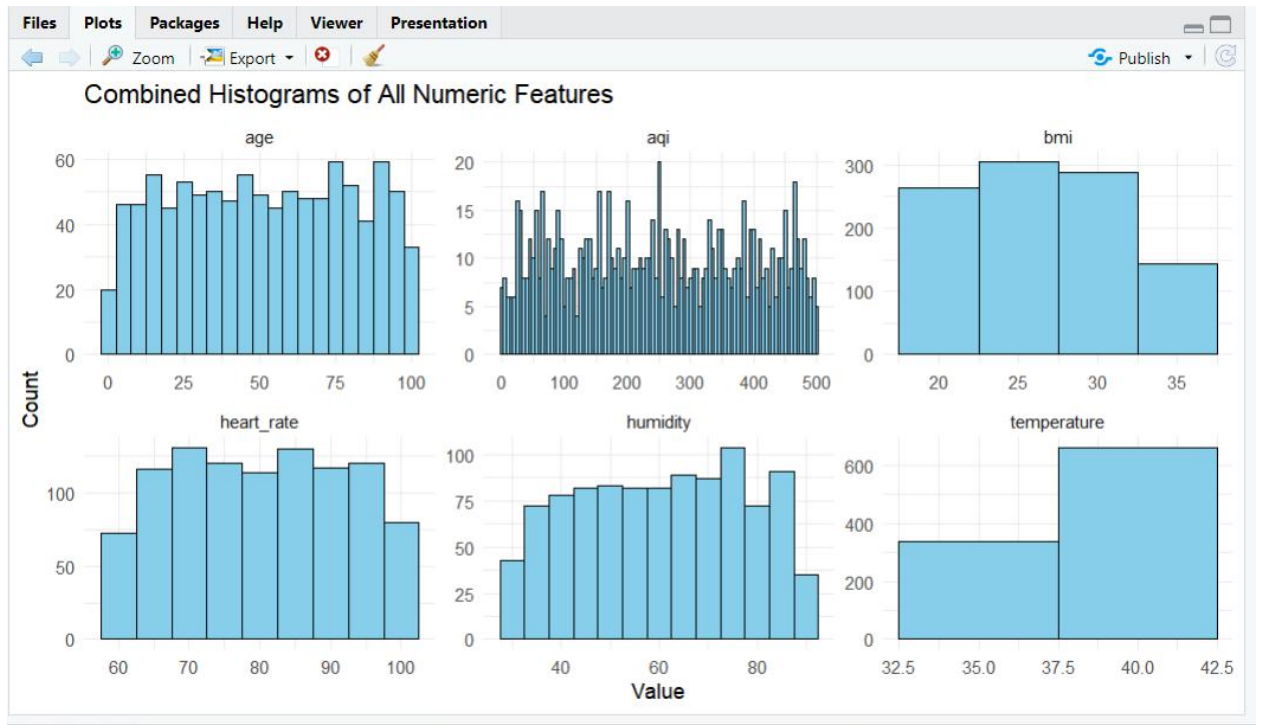 Files Plots Packages Help Viewer Presentation
Zoom Export Publish
Combined Histograms of All Numeric Features
age aqi bmi
60
40
20
0
20
15
10
5
0
300
200
100
0
0 25 50 75 100
0 100 200 300 400 500
20 25 30 35
Count
heart_rate humidity temperature
100
50
0
100
75
50
25
0
600
400
200
0
60 70 80 90 100
40 60 80
32.5 35.0 37.5 40.0 42.5
Value